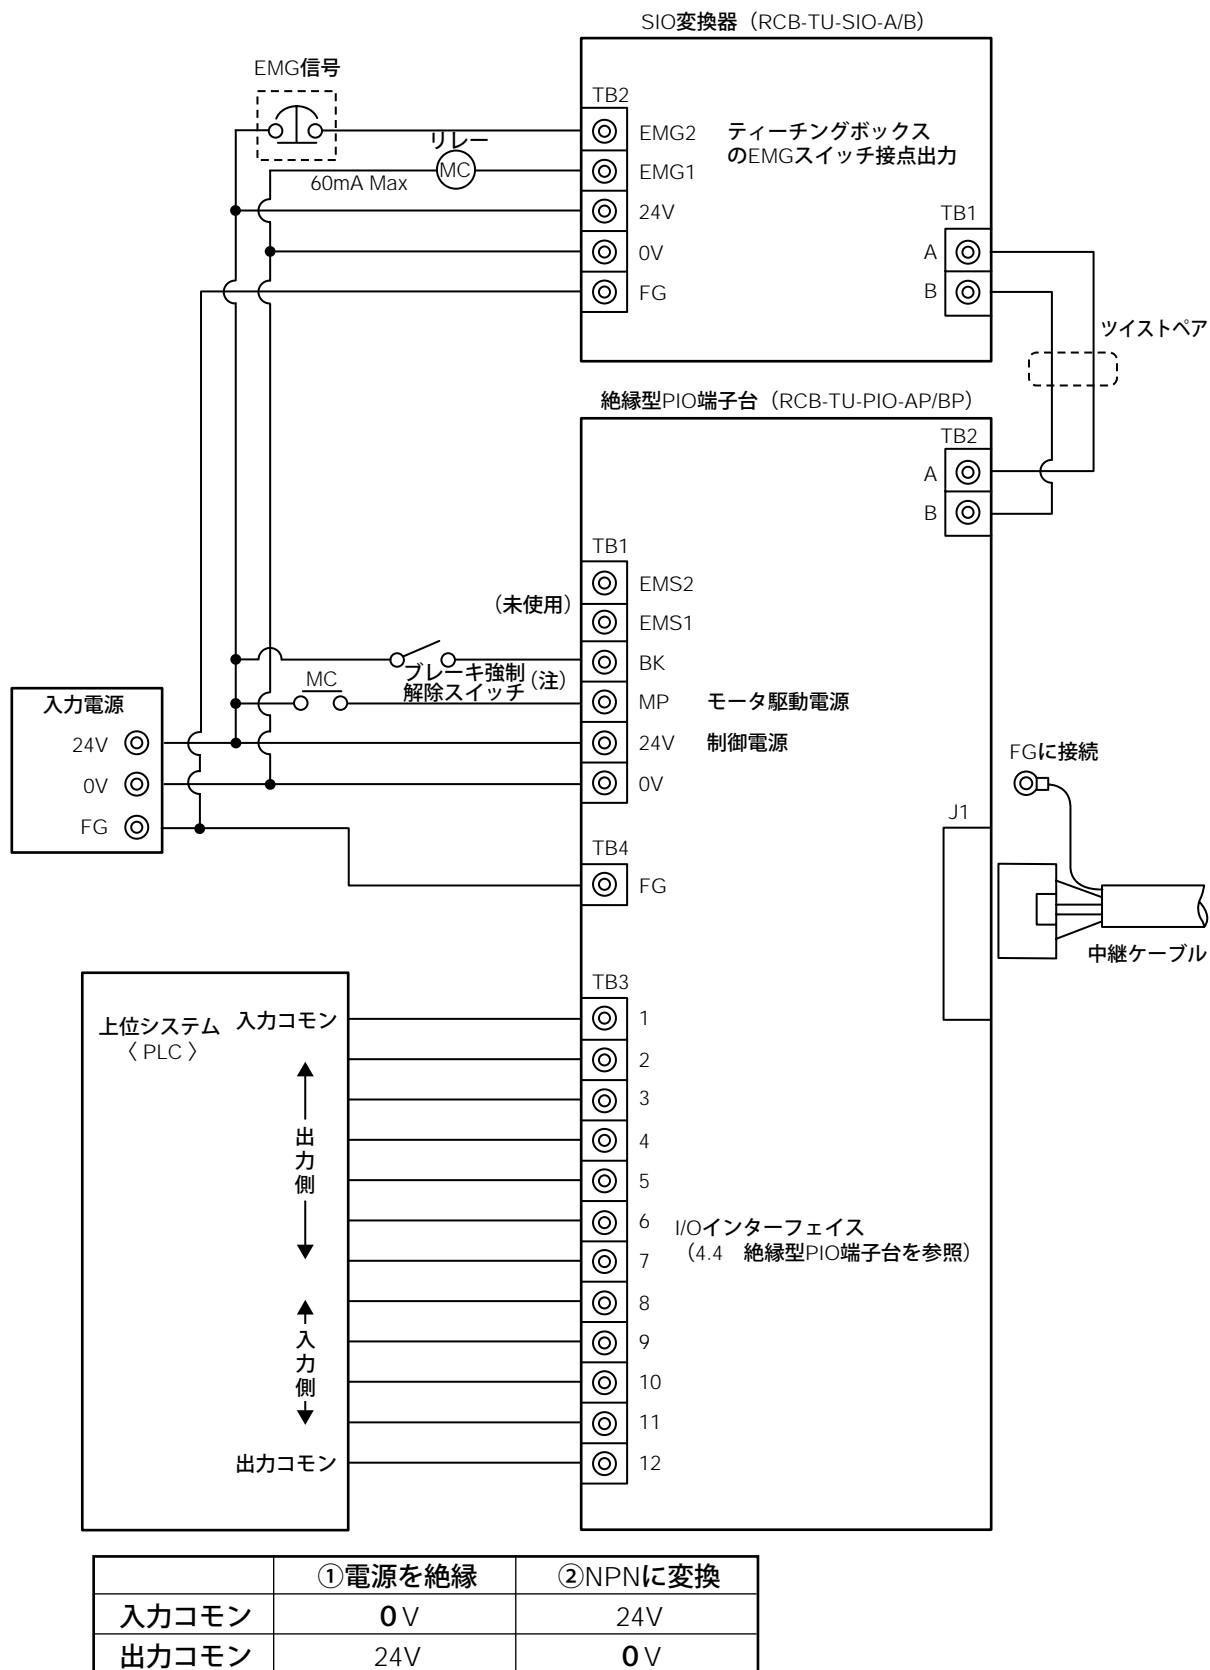 SIO変換器（RCB-TU-SIO-A/B）
EMG信号
TB2
リレー
MC
60mA Max
EMG2
EMG1
24V
0V
FG
ティーチングボックス
のEMGスイッチ接点出力
TB1
A
B
ツイストペア
絶縁型PIO端子台（RCB-TU-PIO-AP/BP）
TB2
A
B
TB1
（未使用）
EMS2
EMS1
BK
MP モータ駆動電源
24V 制御電源
0V
ブレーキ強制
解除スイッチ（注）
MC
入力電源
24V
0V
FG
FGに接続
J1
中継ケーブル
TB4
FG
TB3
上位システム
〈 PLC 〉
入力コモン
出力側
入力側
出力コモン
1
2
3
4
5
6
7
8
9
10
11
12
I/Oインターフェイス
（4.4 絶縁型PIO端子台を参照）
①電源を絶縁 ②NPNに変換
入力コモン 0V 24V
出力コモン 24V 0V